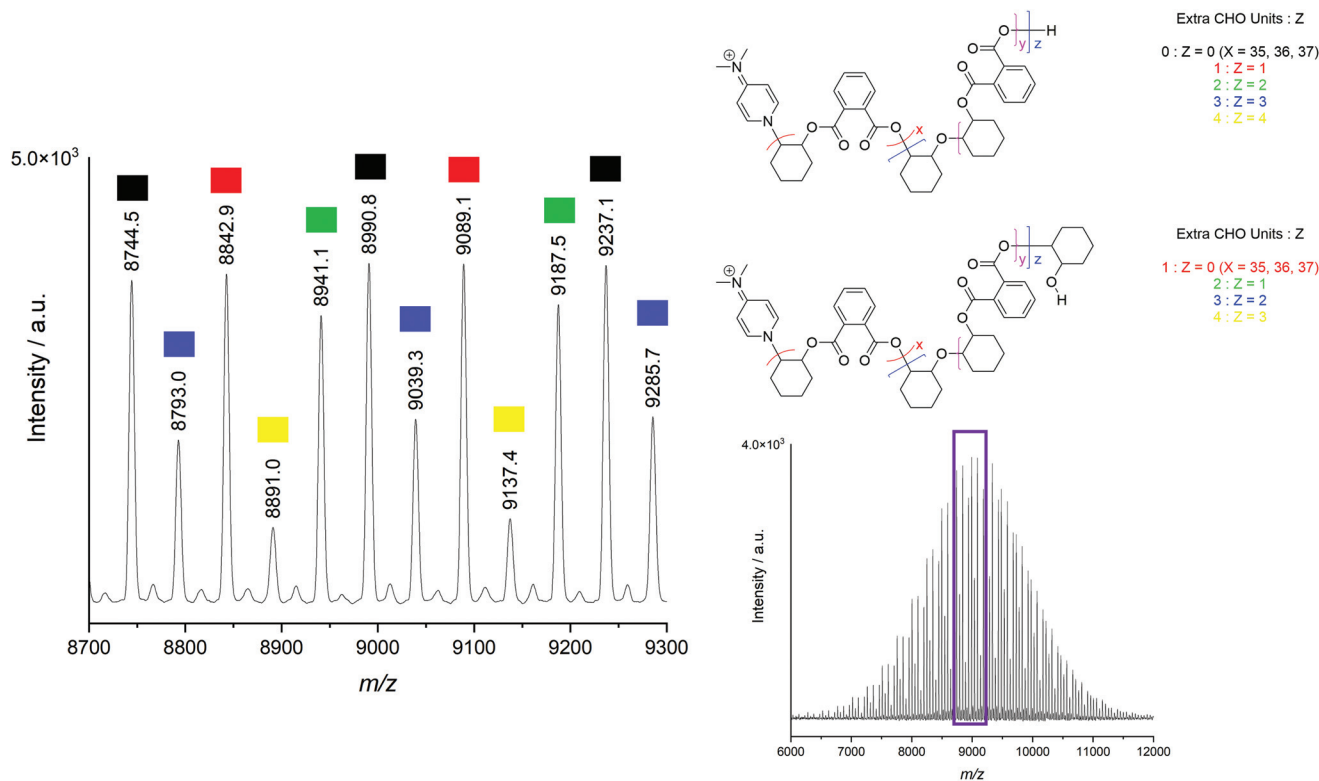 5.0×10³
Intensity / a.u.
8744.5
8793.0
8842.9
8891.0
8941.1
8990.8
9039.3
9089.1
9137.4
9187.5
9237.1
9285.7
8700
8800
8900
9000
9100
9200
9300
m/z
N
⊕
N
O
O
O
O
x
O
O
O
O
O
y
z
H
Extra CHO Units : Z
0 : Z = 0 (X = 35, 36, 37)
1 : Z = 1
2 : Z = 2
3 : Z = 3
4 : Z = 4
N
⊕
N
O
O
O
O
x
O
O
O
O
O
y
z
O
H
Extra CHO Units : Z
1 : Z = 0 (X = 35, 36, 37)
2 : Z = 1
3 : Z = 2
4 : Z = 3
4.0×10³
Intensity / a.u.
6000
7000
8000
9000
10000
11000
12000
m/z